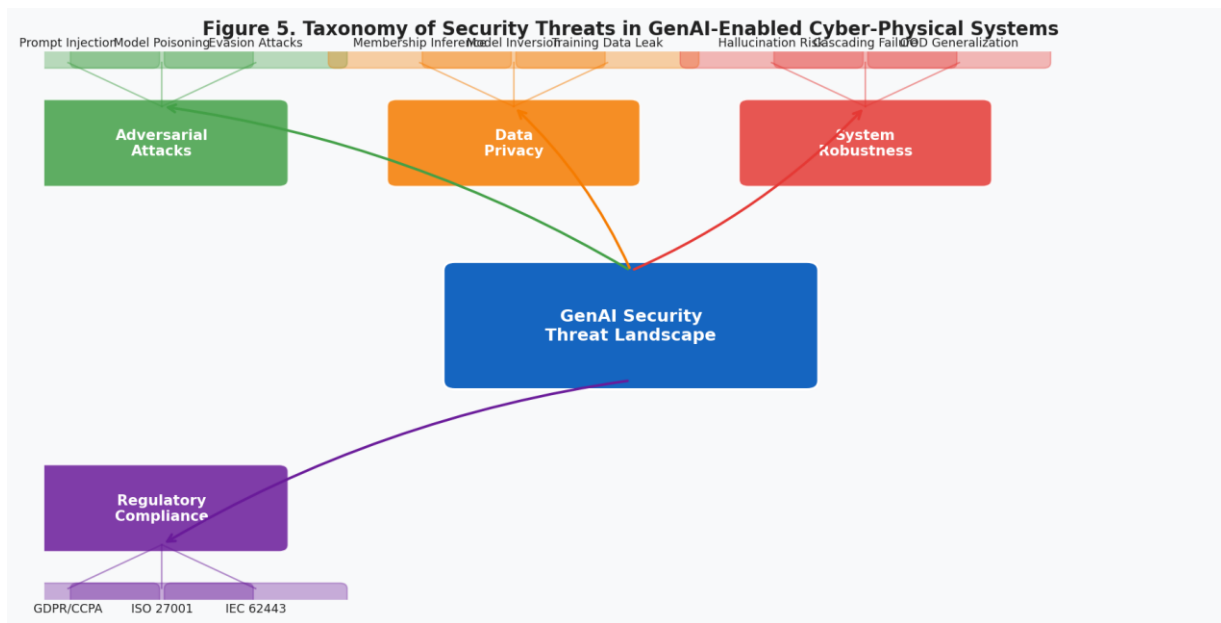 Figure 5. Taxonomy of Security Threats in GenAI-Enabled Cyber-Physical Systems
Prompt Injection
Model Poisoning
Evasion Attacks
Membership Inference
Model Inversion
Training Data Leak
Hallucination Risk
Cascading Failure
OOD Generalization
Adversarial
Attacks
Data
Privacy
System
Robustness
GenAI Security
Threat Landscape
Regulatory
Compliance
GDPR/CCPA
ISO 27001
IEC 62443